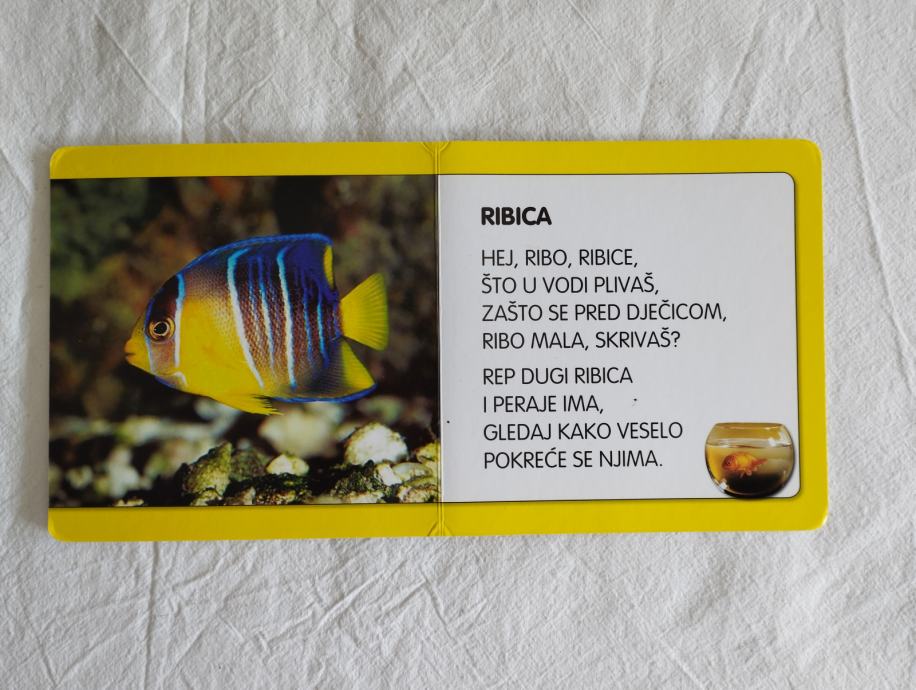 RIBICA
HEJ, RIBO, RIBICE,
ŠTO U VODI PLIVAŠ,
ZAŠTO SE PRED DJEČICOM,
RIBO MALA, SKRIVAŠ?
REP DUGI RIBICA
I PERAJE IMA,
GLEDAJ KAKO VESELO
POKREĆE SE NJIMA.